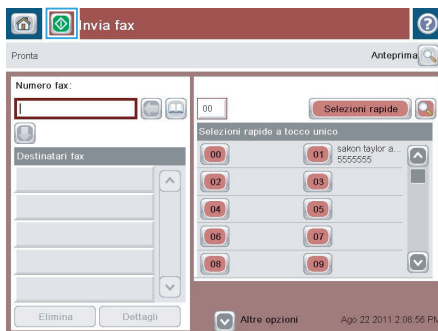 Invia fax
Pronta
Anteprima
Numero fax:
00
Selezioni rapide
Selezioni rapide a tocco unico
Destinatari fax
00
01
sakon taylor a...
5555555
02
03
04
05
06
07
08
09
Elimina
Dettagli
Altre opzioni
Ago 22 2011 2:08:56 PM